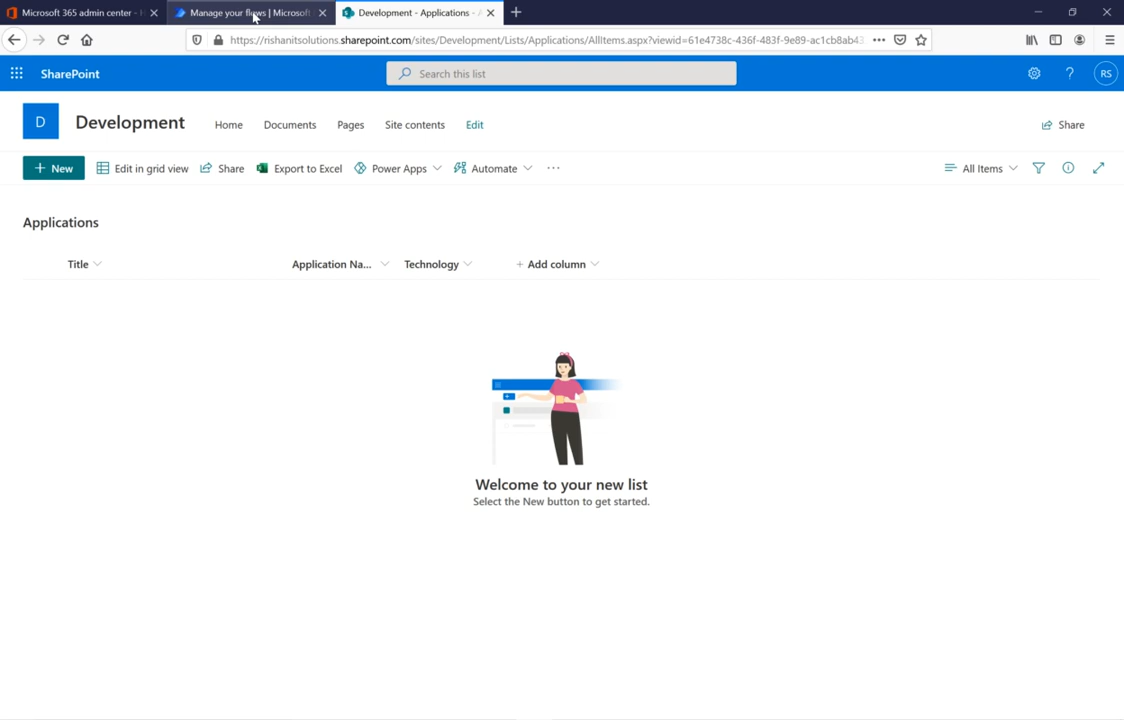 Microsoft 365 admin center - H
Manage your flows | Microsoft
Development - Applications - A
https://rishanitsolutions.sharepoint.com/sites/Development/Lists/Applications/AllItems.aspx?viewid=61e4738c-436f-483f-9e89-ac1cb8ab43
SharePoint
Search this list
?
RS
D
Development
Home
Documents
Pages
Site contents
Edit
Share
+ New
Edit in grid view
Share
Export to Excel
Power Apps
Automate
...
All Items
Applications
Title
Application Na...
Technology
+ Add column
Welcome to your new list
Select the New button to get started.